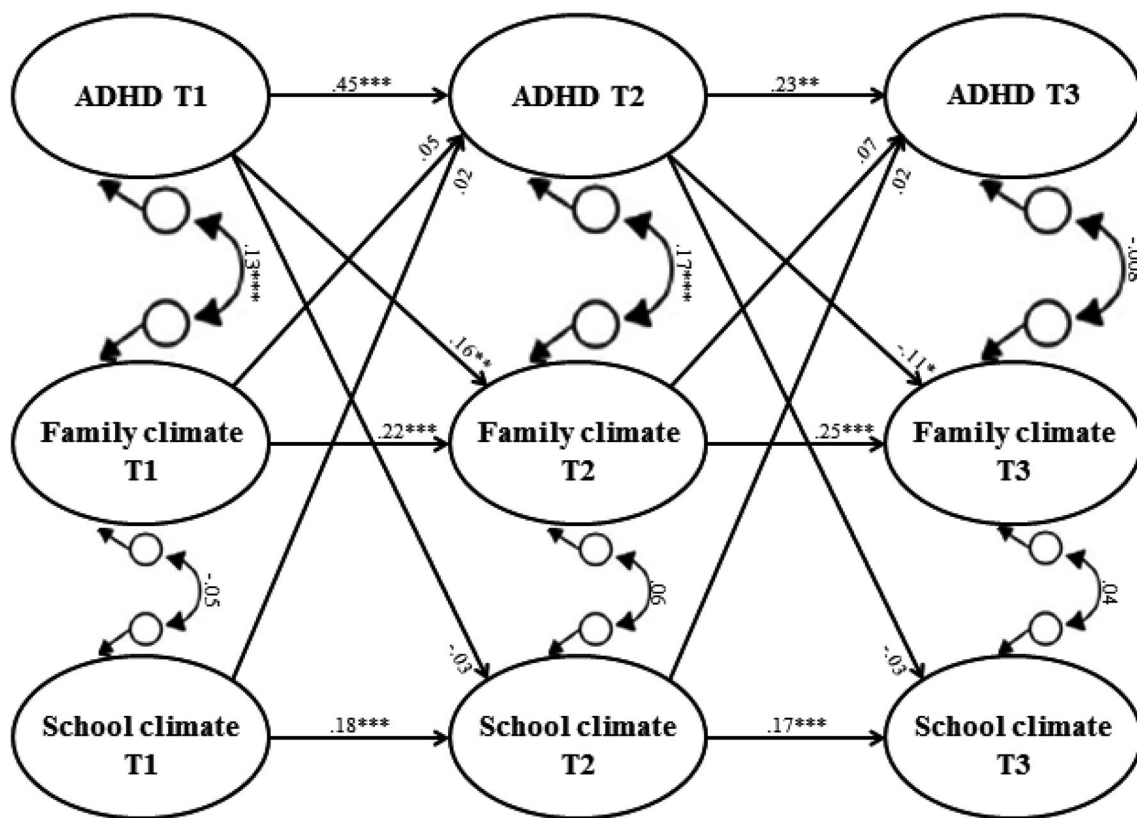 ADHD T1
.45***
ADHD T2
.23**
ADHD T3
.05
.02
.07
.02
.13***
.17***
-.008
.16**
-.11*
Family climate
T1
.22***
Family climate
T2
.25***
Family climate
T3
-.05
.06
.04
-.03
-.03
School climate
T1
.18***
School climate
T2
.17***
School climate
T3